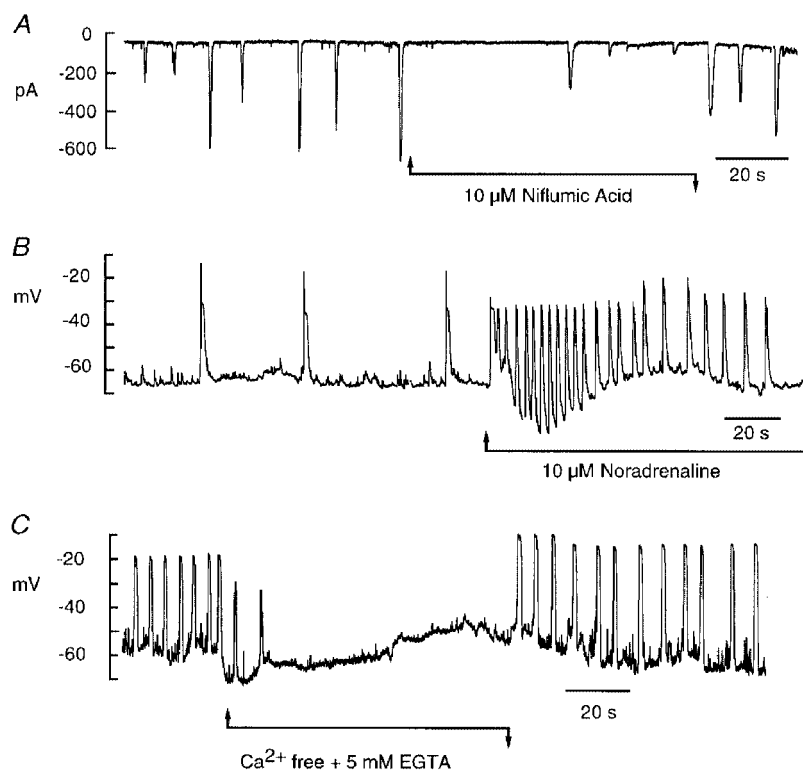 A
0
-200
pA
-400
-600
20 s
10 µM Niflumic Acid
B
-20
mV
-40
-60
20 s
10 µM Noradrenaline
C
-20
mV
-40
-60
20 s
Ca2+ free + 5 mM EGTA